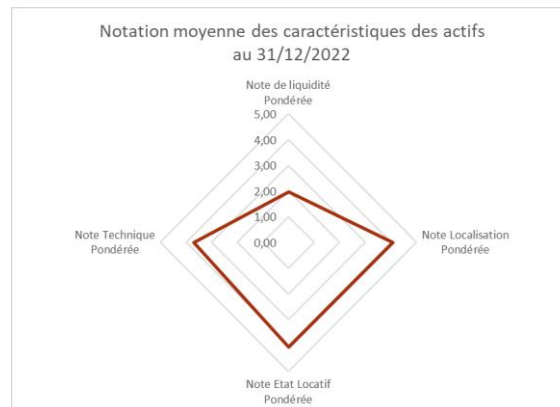 Notation moyenne des caractéristiques des actifs
au 31/12/2022
Note de liquidité
Pondérée
5,00
4,00
3,00
2,00
1,00
0,00
Note Technique
Pondérée
Note Localisation
Pondérée
Note Etat Locatif
Pondérée